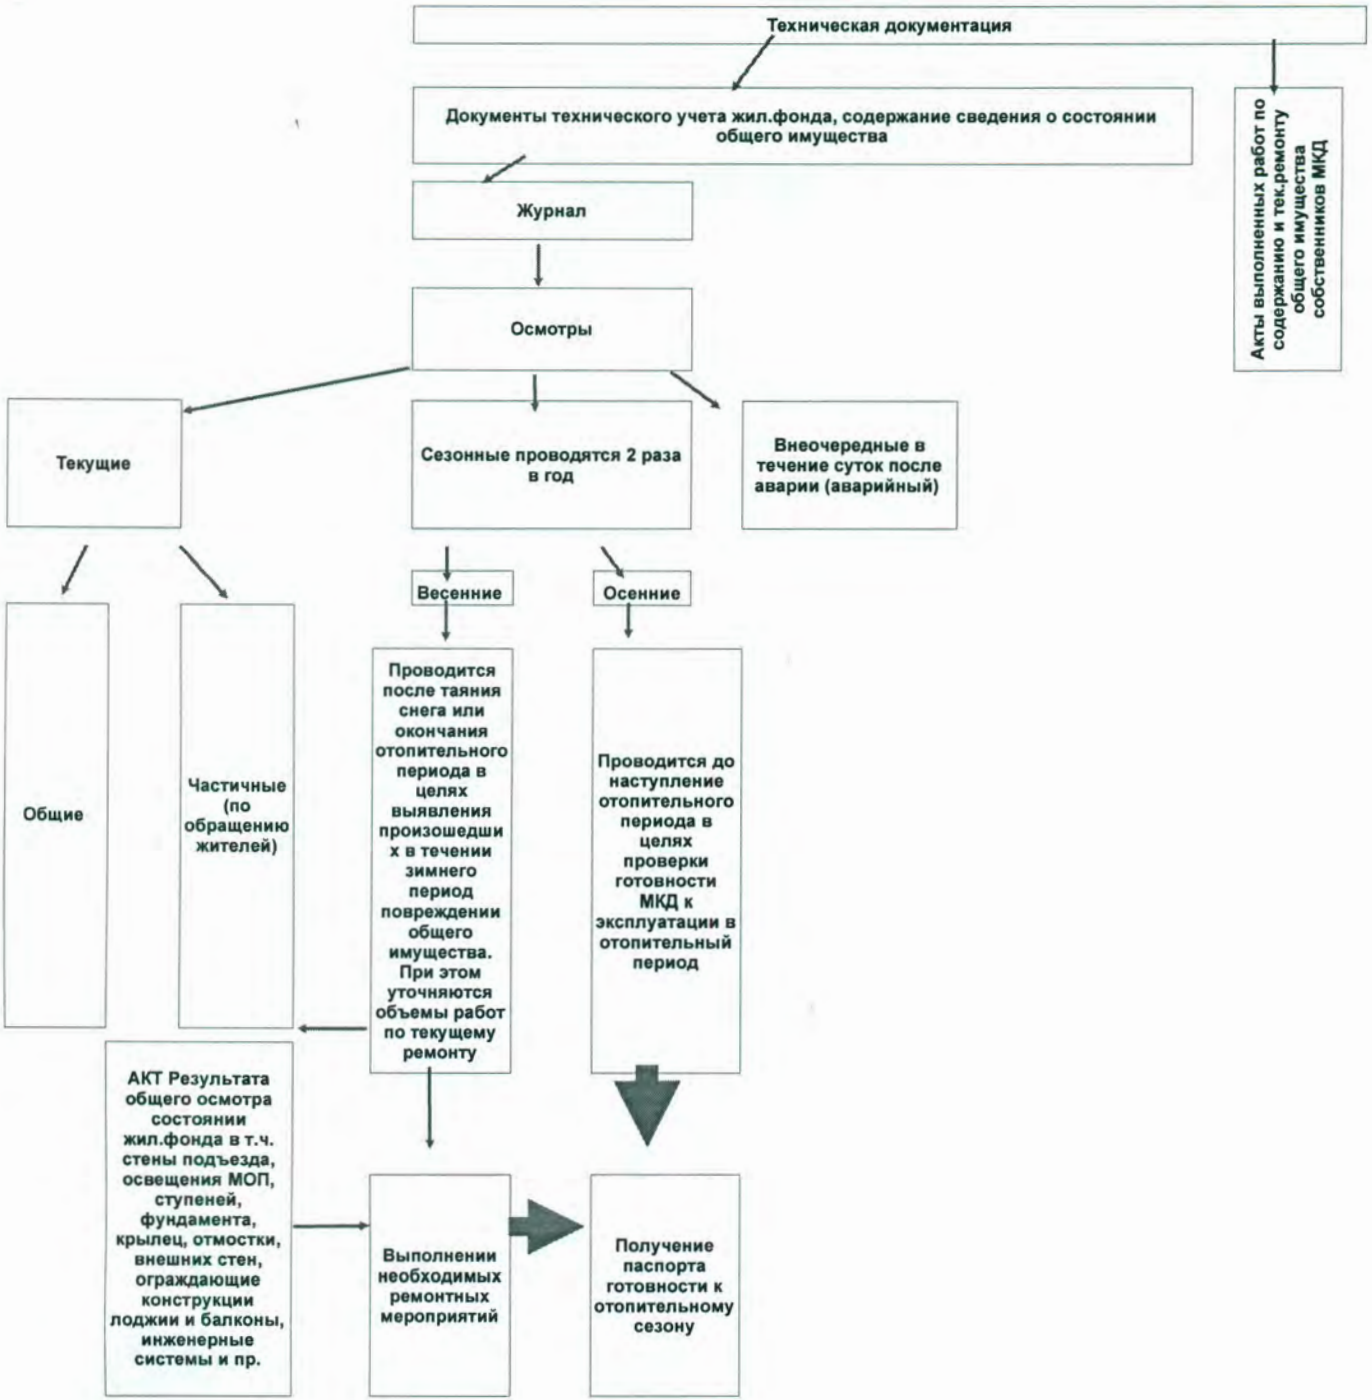 Техническая документация
Документы технического учета жил.фонда, содержание сведения о состоянии
общего имущества
Акты выполненных работ по
содержанию и тек.ремонту
общего имущества
собственников МКД
Журнал
Осмотры
Текущие
Сезонные проводятся 2 раза
в год
Внеочередные в
течение суток после
аварии (аварийный)
Весенние
Осенние
Общие
Частичные
(по
обращению
жителей)
Проводится
после таяния
снега или
окончания
отопительного
периода в
целях
выявления
произошедши
х в течении
зимнего
период
повреждении
общего
имущества.
При этом
уточняются
объемы работ
по текущему
ремонту
Проводится до
наступление
отопительного
периода в
целях
проверки
готовности
МКД к
эксплуатации в
отопительный
период
АКТ Результата
общего осмотра
состоянии
жил.фонда в т.ч.
стены подъезда,
освещения МОП,
ступеней,
фундамента,
крылец, отмостки,
внешних стен,
ограждающие
конструкции
лоджии и балконы,
инженерные
системы и пр.
Выполнении
необходимых
ремонтных
мероприятий
Получение
паспорта
готовности к
отопительному
сезону